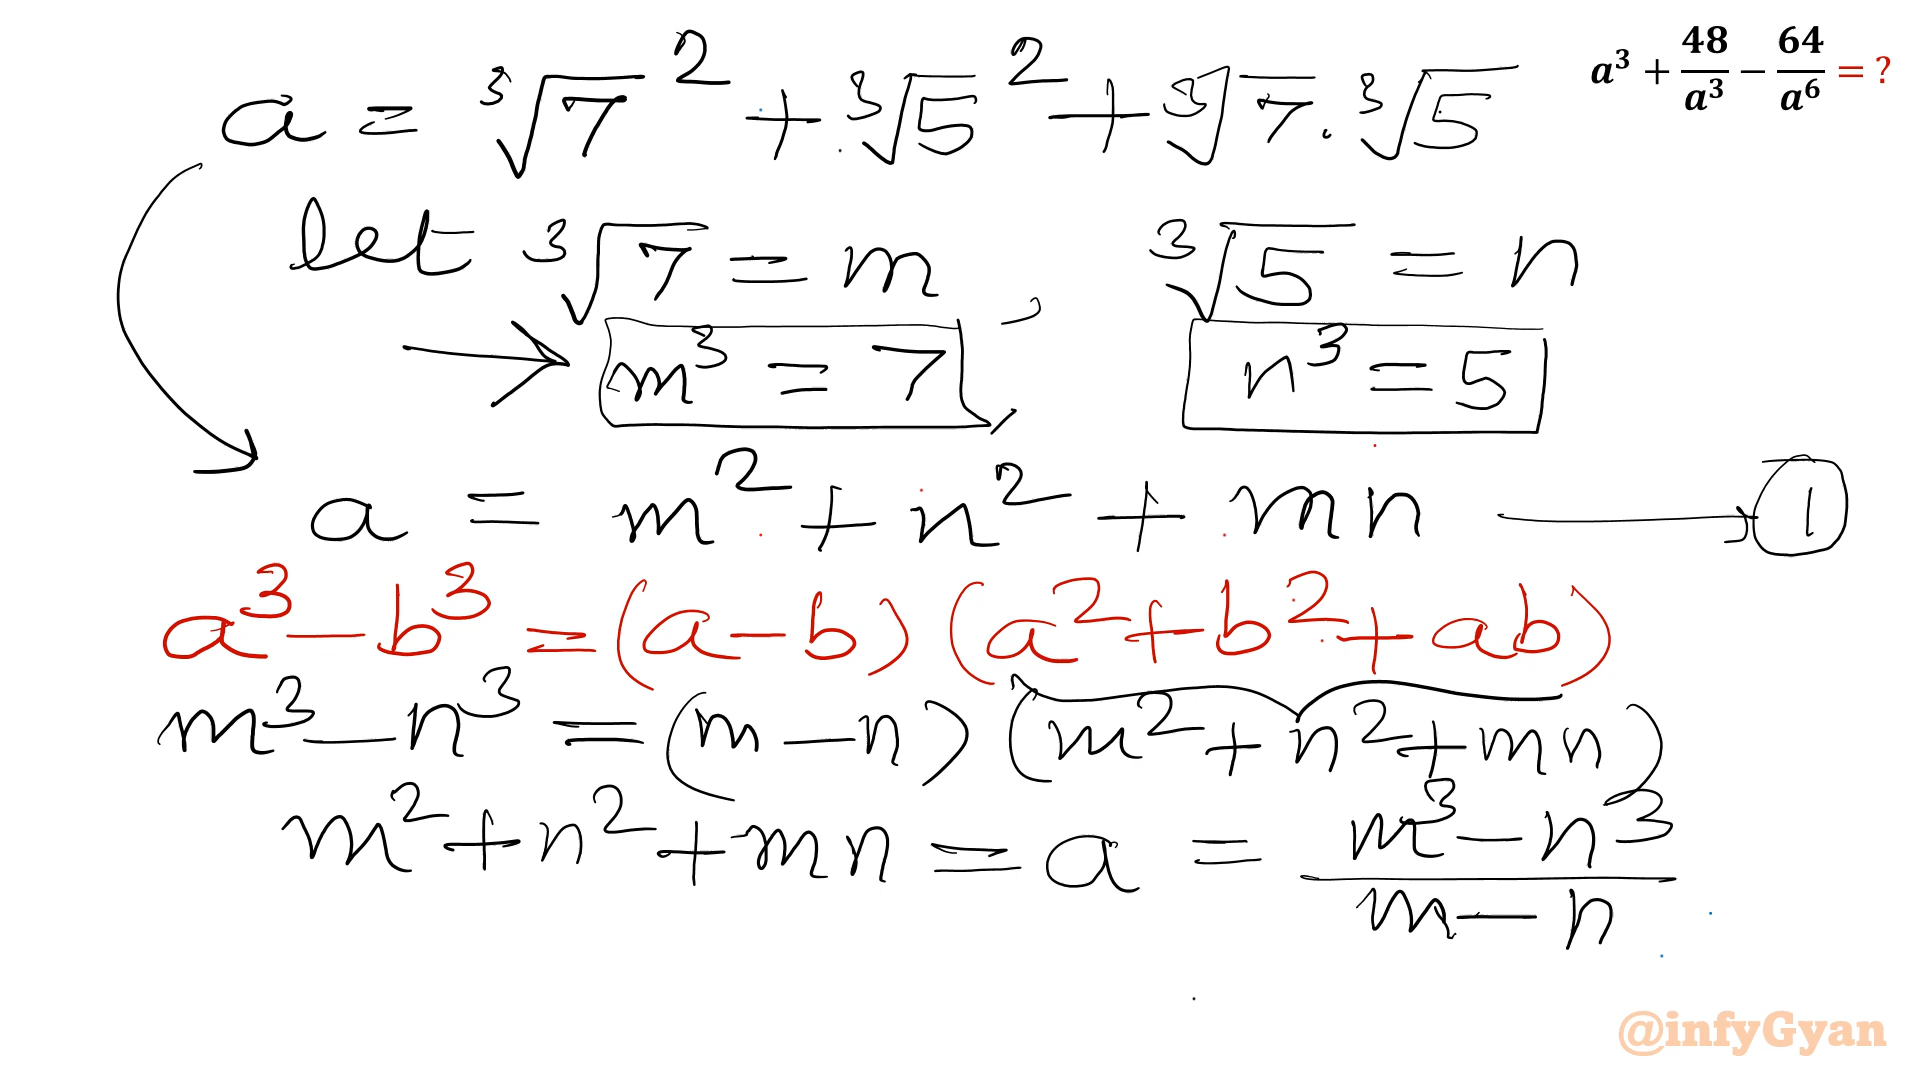 a = ∛7² + ∛5² + ∛7 . ∛5
a³ + 48/a³ − 64/a⁶ = ?
let ∛7 = m , ∛5 = n
→ m³ = 7 , n³ = 5
a = m² + n² + mn → 1
a³ − b³ = (a − b) (a² + b² + ab)
m³ − n³ = (m − n) (m² + n² + mn)
m² + n² + mn = a = m³ − n³ / m − n
@infyGyan